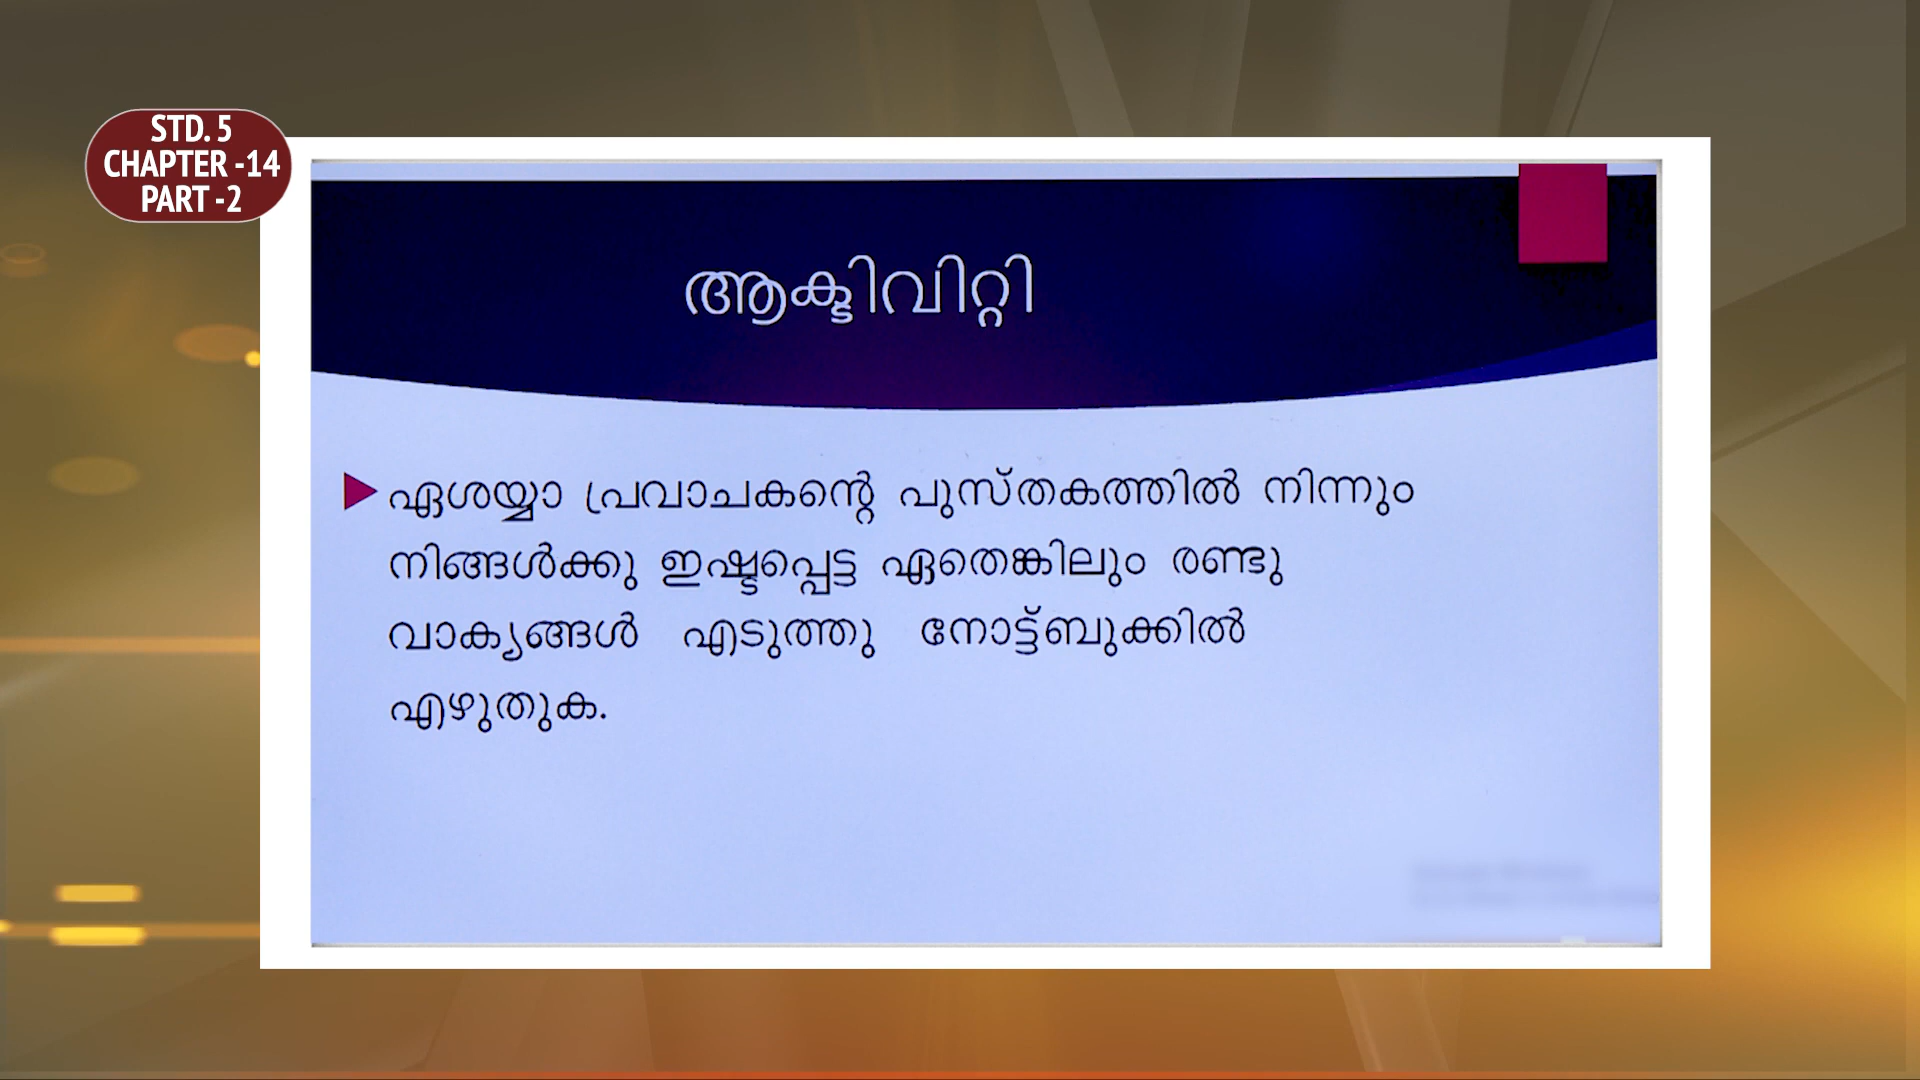 STD. 5
CHAPTER -14
PART -2
ആക്ടിവിറ്റി
ഏശയ്യാ പ്രവാചകന്റെ പുസ്തകത്തിൽ നിന്നും
നിങ്ങൾക്കു ഇഷ്ടപ്പെട്ട ഏതെങ്കിലും രണ്ടു
വാക്യങ്ങൾ എടുത്തു നോട്ട്ബുക്കിൽ
എഴുതുക.